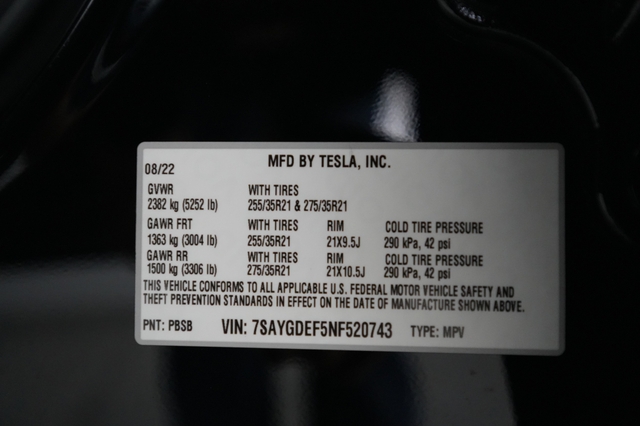 MFD BY TESLA, INC.
08/22
GVWR WITH TIRES
2382 kg (5252 lb) 255/35R21 & 275/35R21
GAWR FRT WITH TIRES RIM COLD TIRE PRESSURE
1363 kg (3004 lb) 255/35R21 21X9.5J 290 kPa, 42 psi
GAWR RR WITH TIRES RIM COLD TIRE PRESSURE
1500 kg (3306 lb) 275/35R21 21X10.5J 290 kPa, 42 psi
THIS VEHICLE CONFORMS TO ALL APPLICABLE U.S. FEDERAL MOTOR VEHICLE SAFETY AND
THEFT PREVENTION STANDARDS IN EFFECT ON THE DATE OF MANUFACTURE SHOWN ABOVE.
PNT: PBSB VIN: 7SAYGDEF5NF520743 TYPE: MPV